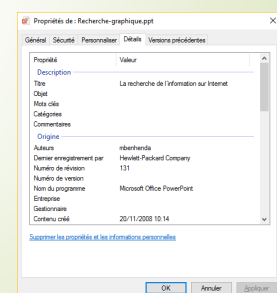 Propriétés de : Recherche-graphique.ppt
Général Sécurité Personnaliser Détails Versions précédentes
Propriété Valeur
Description
Titre La recherche de l'information sur Internet
Objet
Mots clés
Catégories
Commentaires
Origine
Auteurs mbenhenda
Dernier enregistrement par Hewlett-Packard Company
Numéro de révision 131
Numéro de version
Nom du programme Microsoft Office PowerPoint
Entreprise
Gestionnaire
Contenu créé 20/11/2008 10:14
Supprimer les propriétés et les informations personnelles
OK Annuler Appliquer